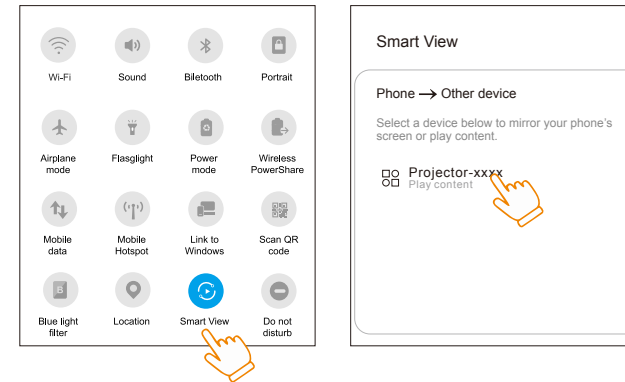 Wi-Fi
Sound
Biletooth
Portrait
Airplane
mode
Flasglight
Power
mode
Wireless
PowerShare
Mobile
data
Mobile
Hotspot
Link to
Windows
Scan QR
code
B
Blue light
filter
Location
Smart View
Do not
disturb
Smart View
Phone → Other device
Select a device below to mirror your phone's
screen or play content.
Projector-xxxx
Play content